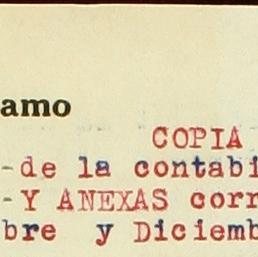 amo
COPIA
-de la contabi
-Y ANEXAS corr
bre y Diciemb